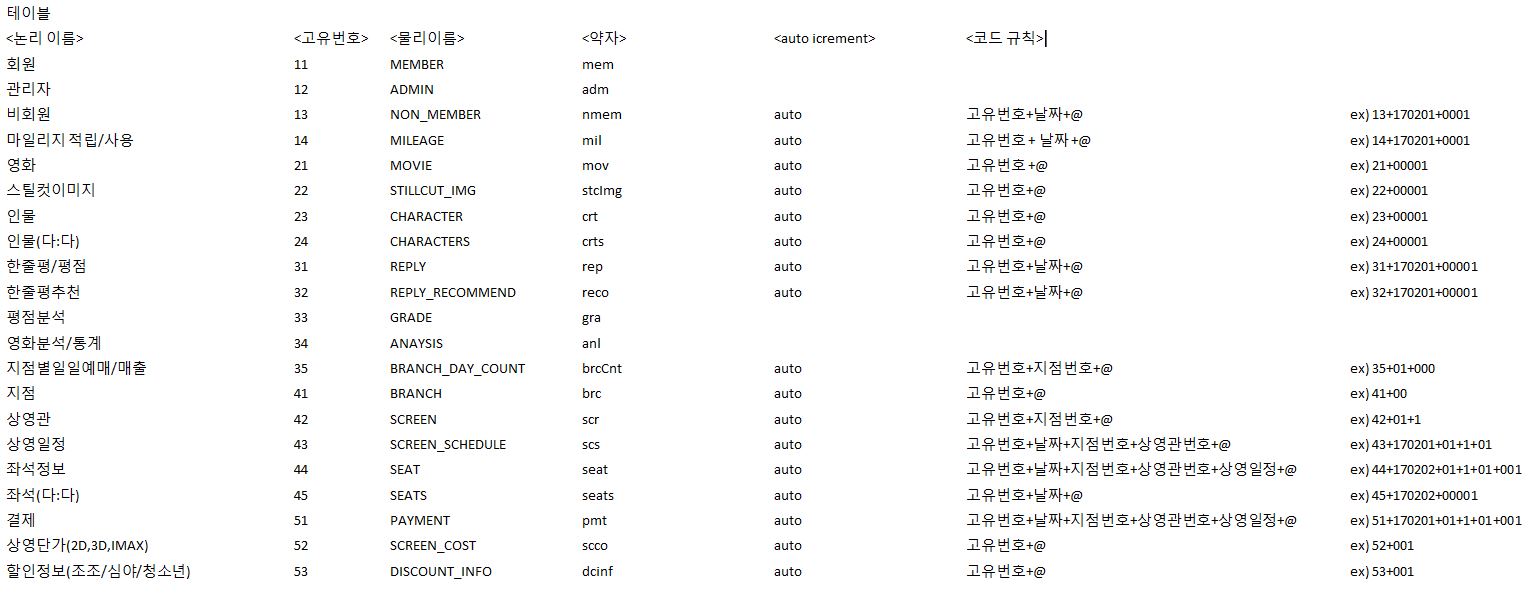 테이블
<논리 이름> <고유번호> <물리이름> <약자> <auto icrement> <코드 규칙>
회원 11 MEMBER mem
관리자 12 ADMIN adm
비회원 13 NON_MEMBER nmem auto 고유번호+날짜+@ ex) 13+170201+0001
마일리지 적립/사용 14 MILEAGE mil auto 고유번호 + 날짜 +@ ex) 14+170201+0001
영화 21 MOVIE mov auto 고유번호 +@ ex) 21+00001
스틸컷이미지 22 STILLCUT_IMG stcImg auto 고유번호+@ ex) 22+00001
인물 23 CHARACTER crt auto 고유번호+@ ex) 23+00001
인물(다:다) 24 CHARACTERS crts auto 고유번호+@ ex) 24+00001
한줄평/평점 31 REPLY rep auto 고유번호+날짜+@ ex) 31+170201+00001
한줄평추천 32 REPLY_RECOMMEND reco auto 고유번호+날짜+@ ex) 32+170201+00001
평점분석 33 GRADE gra
영화분석/통계 34 ANAYSIS anl
지점별일일예매/매출 35 BRANCH_DAY_COUNT brcCnt auto 고유번호+지점번호+@ ex) 35+01+000
지점 41 BRANCH brc auto 고유번호+@ ex) 41+00
상영관 42 SCREEN scr auto 고유번호+지점번호+@ ex) 42+01+1
상영일정 43 SCREEN_SCHEDULE scs auto 고유번호+날짜+지점번호+상영관번호+@ ex) 43+170201+01+1+01
좌석정보 44 SEAT seat auto 고유번호+날짜+지점번호+상영관번호+상영일정+@ ex) 44+170202+01+1+01+001
좌석(다:다) 45 SEATS seats auto 고유번호+날짜+@ ex) 45+170202+00001
결제 51 PAYMENT pmt auto 고유번호+날짜+지점번호+상영관번호+상영일정+@ ex) 51+170201+01+1+01+001
상영단가(2D,3D,IMAX) 52 SCREEN_COST scco auto 고유번호+@ ex) 52+001
할인정보(조조/심야/청소년) 53 DISCOUNT_INFO dcinf auto 고유번호+@ ex) 53+001